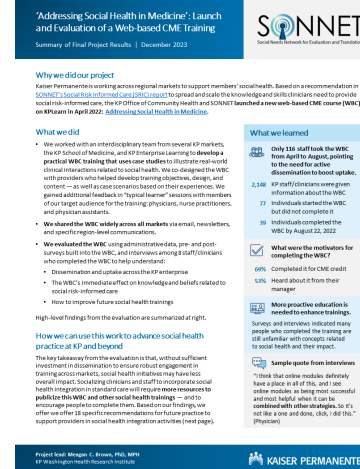 'Addressing Social Health in Medicine': Launch
and Evaluation of a Web-based CME Training
Summary of Final Project Results | December 2023
SONNET
Social Needs Network for Evaluation and Translation
Why we did our project
Kaiser Permanente is working across regional markets to support members' social health. Based on a recommendation in
SONNET's Social Risk Informed Care (SRIC) report to spread and scale the knowledge and skills clinicians need to provide
social risk-informed care, the KP Office of Community Health and SONNET launched a new web-based CME course (WBC)
on KPLearn in April 2022: Addressing Social Health in Medicine.
What we did
• We worked with an interdisciplinary team from several KP markets,
the KP School of Medicine, and KP Enterprise Learning to develop a
practical WBC training that uses case studies to illustrate real-world
clinical interactions related to social health. We co-designed the WBC
with providers who helped develop training objectives, design, and
content — as well as case scenarios based on their experiences. We
gained additional feedback in "typical learner" sessions with members
of our target audience for the training: physicians, nurse practitioners,
and physician assistants.
• We shared the WBC widely across all markets via email, newsletters,
and specific region-level communications.
• We evaluated the WBC using administrative data, pre- and post-
surveys built into the WBC, and interviews among 8 staff/clinicians
who completed the WBC to help understand:
• Dissemination and uptake across the KP enterprise
• The WBC's immediate effect on knowledge and beliefs related to
social risk-informed care
• How to improve future social health trainings
High-level findings from the evaluation are summarized at right.
How we can use this work to advance social health
practice at KP and beyond
The key takeaway from the evaluation is that, without sufficient
investment in dissemination to ensure robust engagement in
training across markets, social health initiatives may have less
overall impact. Socializing clinicians and staff to incorporate social
health integration in standard care will require more resources to
publicize this WBC and other social health trainings — and to
encourage people to complete them. Based on our findings, we
offer we offer 18 specific recommendations for future practice to
support providers in social health integration activities (next page).
What we learned
Only 116 staff took the WBC
from April to August, pointing
to the need for active
dissemination to boost uptake.
2,148 KP staff/clinicians were given
information about the WBC
77 Individuals started the WBC
but did not complete it
39 Individuals completed the
WBC by August 22, 2022
What were the motivators for
completing the WBC?
69% Completed it for CME credit
53% Heard about it from their
manager
More proactive education is
needed to enhance trainings.
Surveys and interviews indicated many
people who completed the training are
still unfamiliar with concepts related
to social health and their impact.
Sample quote from interviews
"I think that online modules definitely
have a place in all of this, and I see
online modules as being most successful
and most helpful when it can be
combined with other strategies. So it's
not like a one and done, click, I did this."
(Physician)
Project lead: Meagan C. Brown, PhD, MPH
KP Washington Health Research Institute
KAISER PERMANENTE